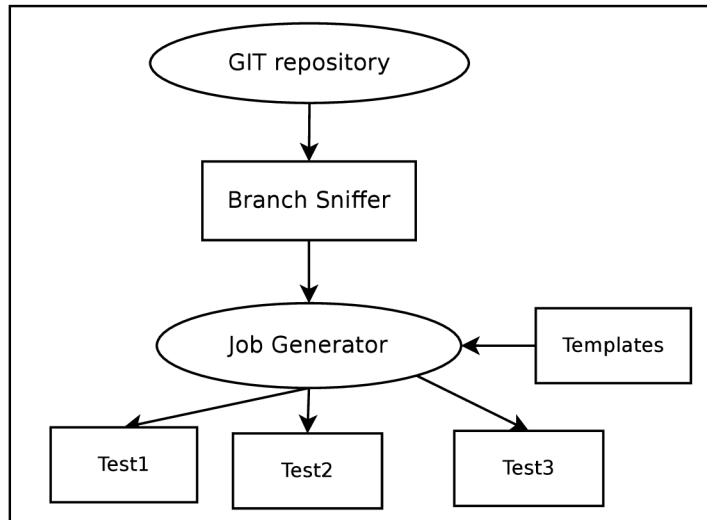 GIT repository
Branch Sniffer
Job Generator
Templates
Test1
Test2
Test3